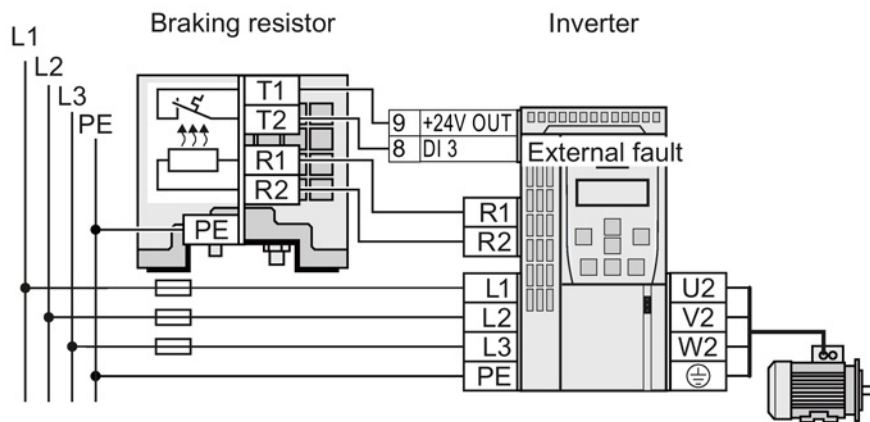 Braking resistor
Inverter
L1
L2
L3
PE
T1
T2
R1
R2
PE
9 +24V OUT
8 DI 3
External fault
R1
R2
L1
L2
L3
PE
U2
V2
W2